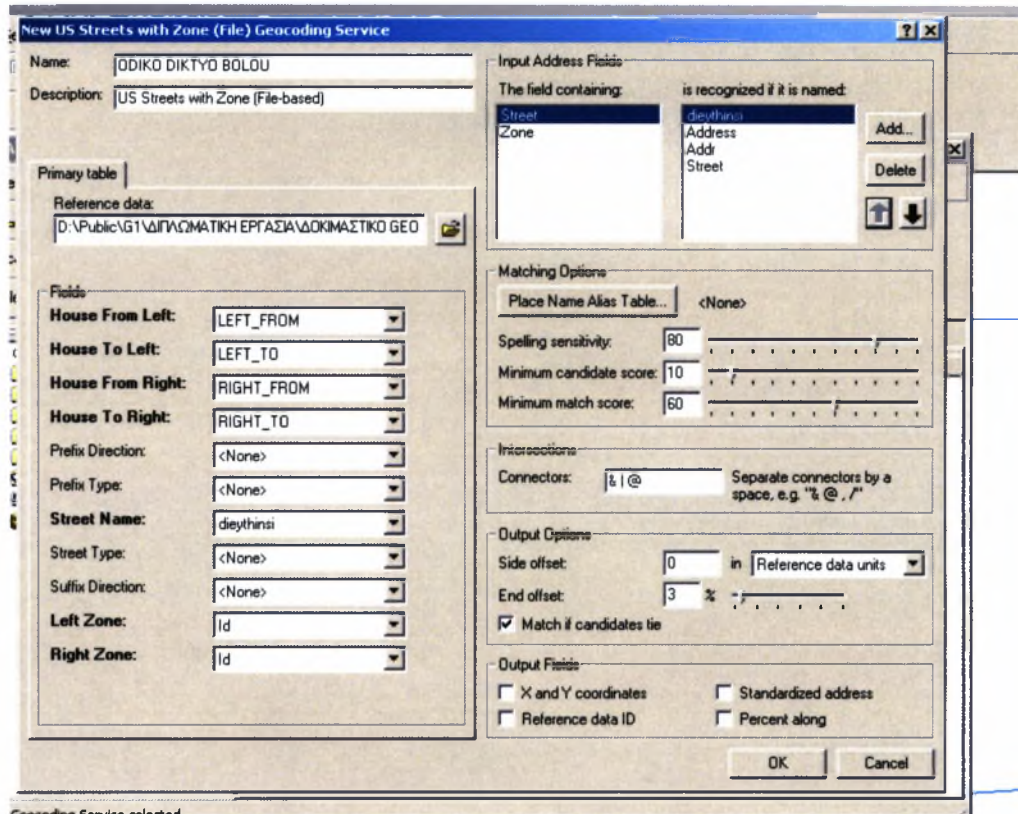 New US Streets with Zone (File) Geocoding Service
Name: ODIKO DIKTYO BOLOU
Description: US Streets with Zone (File-based)
Primary table
Reference data:
D:\Public\G1\ΔΙΠΛΩΜΑΤΙΚΗ ΕΡΓΑΣΙΑ\ΔΟΚΙΜΑΣΤΙΚΟ GEO
Fields
House From Left: LEFT_FROM
House To Left: LEFT_TO
House From Right: RIGHT_FROM
House To Right: RIGHT_TO
Prefix Direction: <None>
Prefix Type: <None>
Street Name: dieythinsi
Street Type: <None>
Suffix Direction: <None>
Left Zone: Id
Right Zone: Id
Input Address Fields
The field containing: is recognized if it is named:
Street
Zone
dieythinsi
Address
Addr
Street
Add...
Delete
Matching Options
Place Name Alias Table... <None>
Spelling sensitivity: 80
Minimum candidate score: 10
Minimum match score: 60
Intersections
Connectors: & | @ Separate connectors by a
space, e.g. "& @ , /"
Output Options
Side offset: 0 in Reference data units
End offset: 3 %
Match if candidates tie
Output Fields
X and Y coordinates Standardized address
Reference data ID Percent along
OK Cancel
Geocoding Service selected